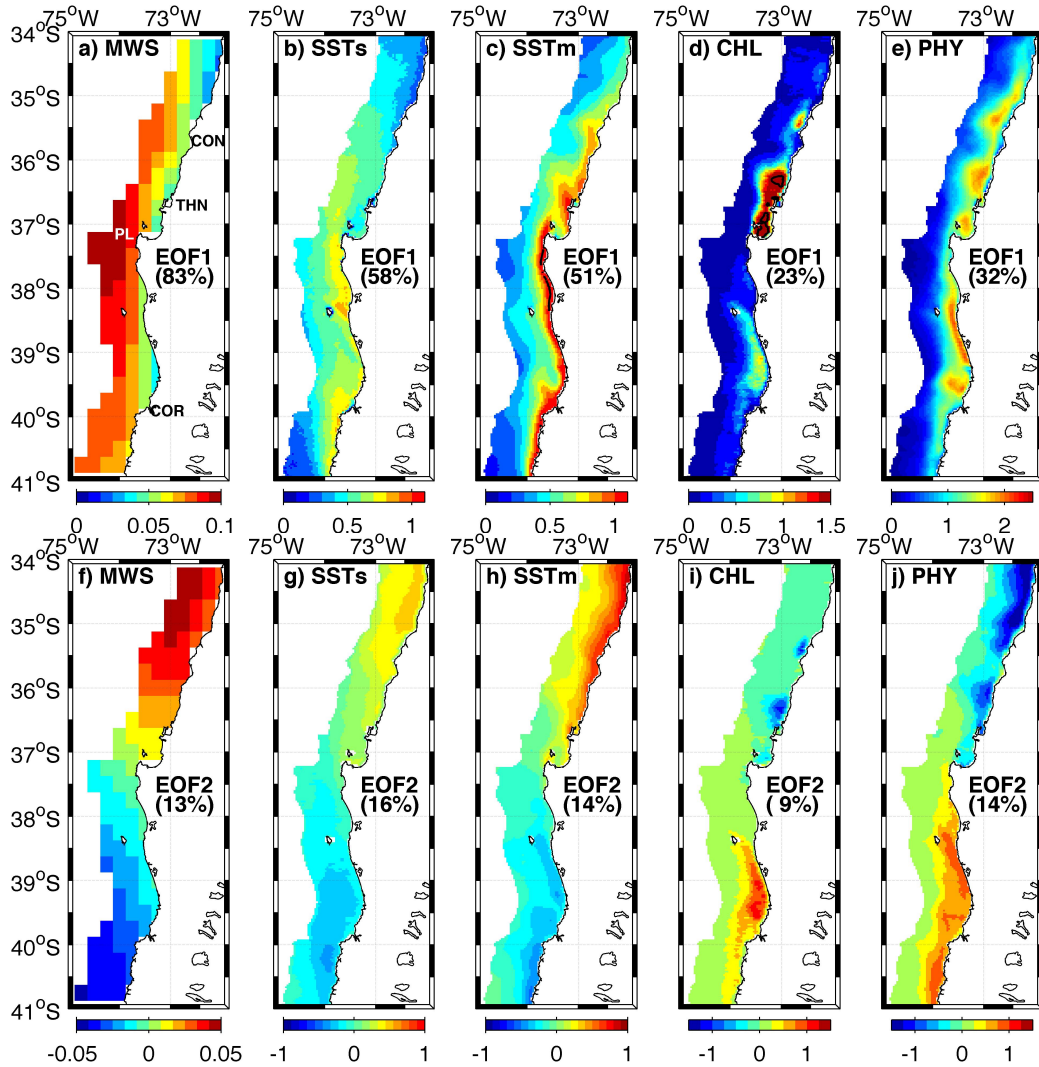 75°W 73°W 75°W 73°W 75°W 73°W 75°W 73°W 75°W 73°W
34°S
a) MWS b) SSTs c) SSTm d) CHL e) PHY
35°S
CON
36°S
THN
37°S
PL
EOF1 EOF1 EOF1 EOF1 EOF1
(83%) (58%) (51%) (23%) (32%)
38°S
39°S
40°S
COR
41°S
0 0.05 0.1 0 0.5 1 0 0.5 1 0 0.5 1 1.5 0 1 2
75°W 73°W 75°W 73°W 75°W 73°W 75°W 73°W 75°W 73°W
34°S
f) MWS g) SSTs h) SSTm i) CHL j) PHY
35°S
36°S
37°S
EOF2 EOF2 EOF2 EOF2 EOF2
(13%) (16%) (14%) ( 9%) (14%)
38°S
39°S
40°S
41°S
-0.05 0 0.05 -1 0 1 -1 0 1 -1 0 1 -1 0 1